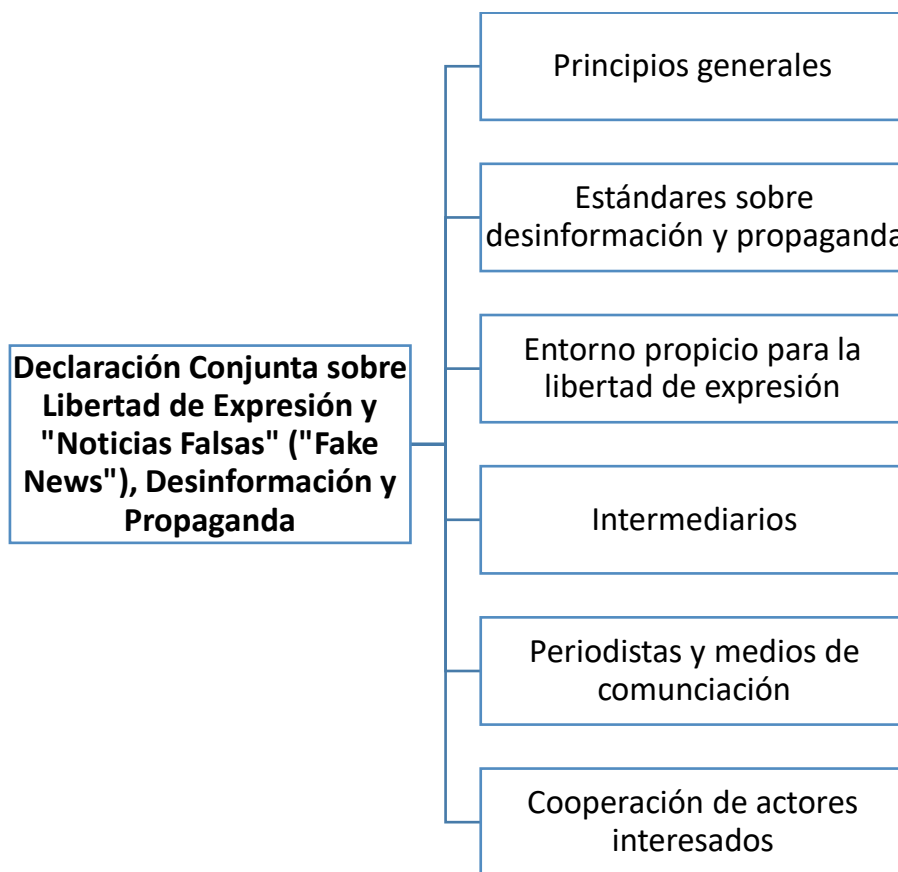 Principios generales
Estándares sobre
desinformación y propaganda
Entorno propicio para la
libertad de expresión
Declaración Conjunta sobre
Libertad de Expresión y
"Noticias Falsas" ("Fake
News"), Desinformación y
Propaganda
Intermediarios
Periodistas y medios de
comunciación
Cooperación de actores
interesados